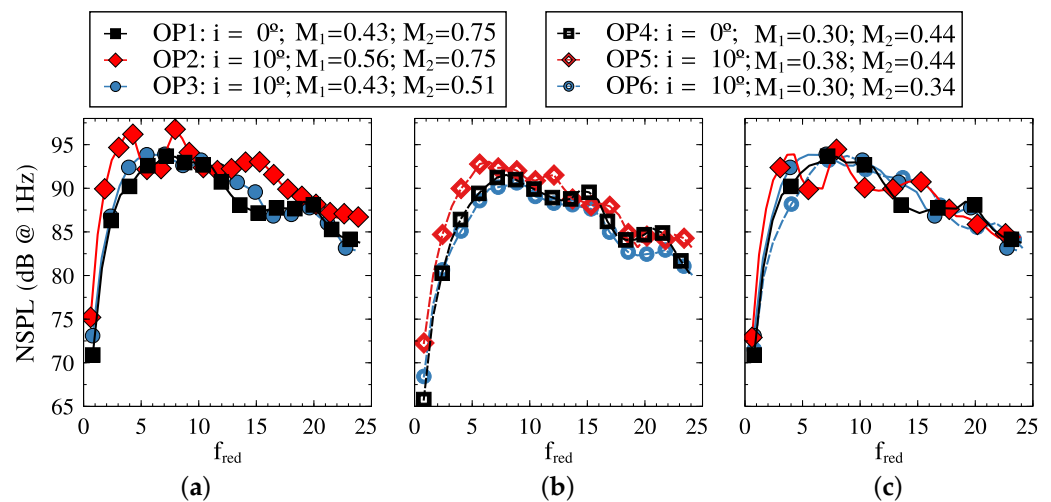 OP1: i = 0º; M₁=0.43; M₂=0.75
OP2: i = 10º; M₁=0.56; M₂=0.75
OP3: i = 10º; M₁=0.43; M₂=0.51
OP4: i = 0º; M₁=0.30; M₂=0.44
OP5: i = 10º; M₁=0.38; M₂=0.44
OP6: i = 10º; M₁=0.30; M₂=0.34
NSPL (dB @ 1Hz)
95
90
85
80
75
70
65
0 5 10 15 20 25
0 5 10 15 20 25
0 5 10 15 20 25
f_red f_red f_red
(a) (b) (c)